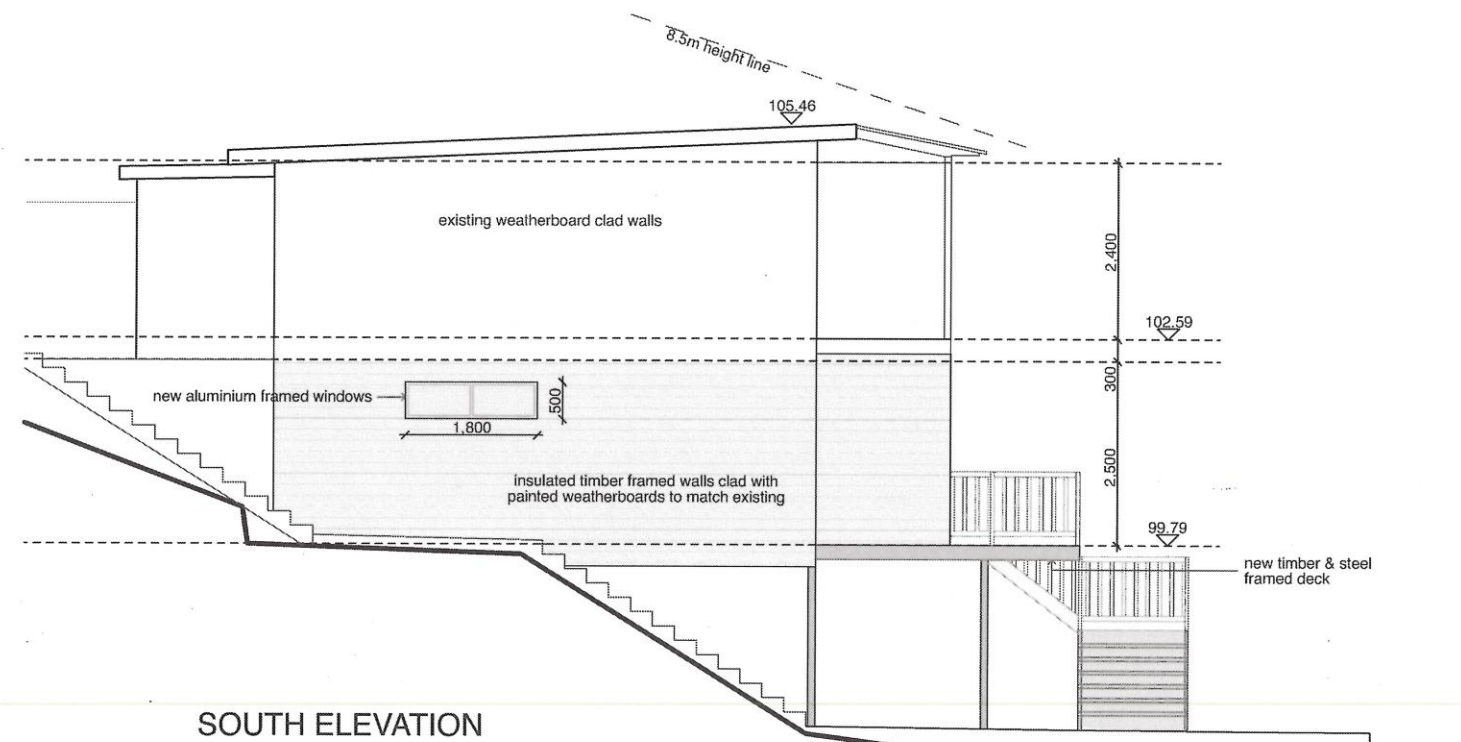 8.5m height line
105.46
existing weatherboard clad walls
2,400
102.59
new aluminium framed windows
500
300
1,800
2,500
insulated timber framed walls clad with
painted weatherboards to match existing
99.79
new timber & steel
framed deck
SOUTH ELEVATION